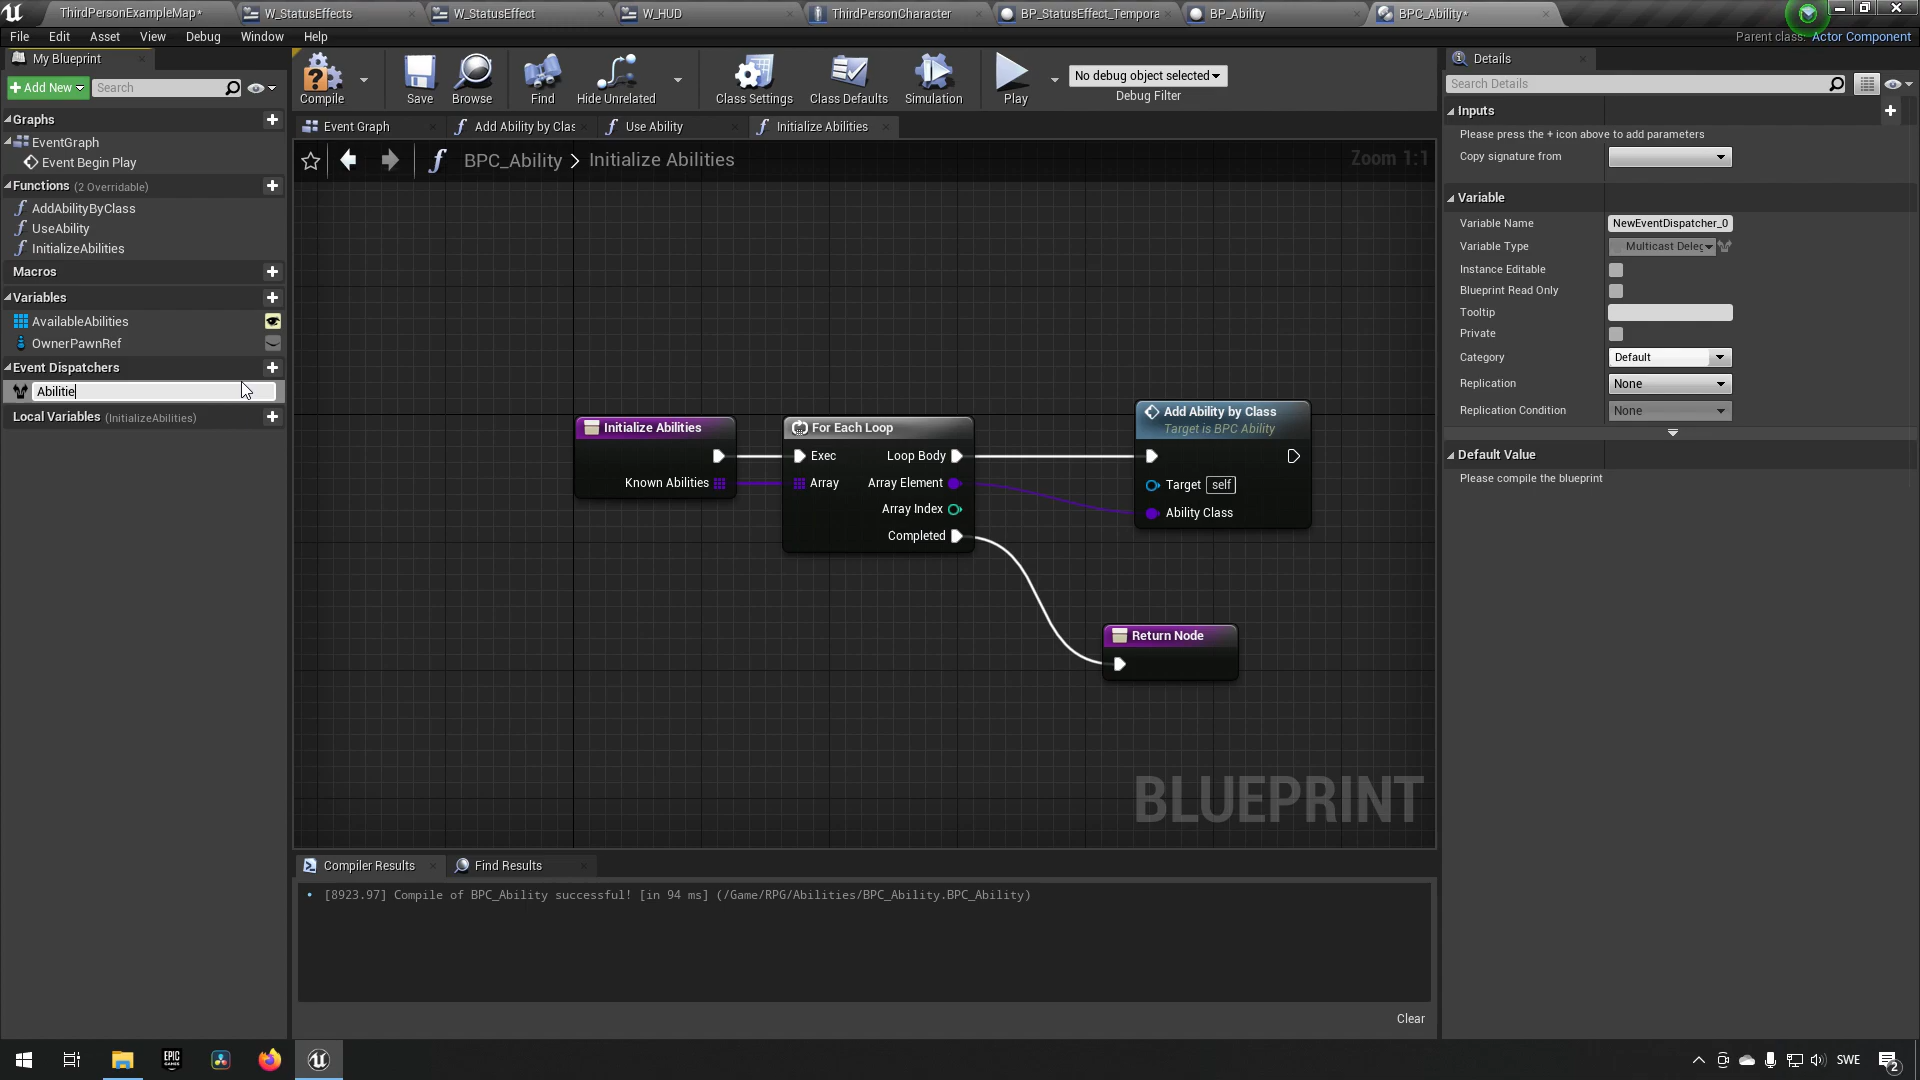 ThirdPersonExampleMap*
W_StatusEffects
W_StatusEffect
W_HUD
ThirdPersonCharacter
BP_StatusEffect_Tempora
BP_Ability
BPC_Ability*
File Edit Asset View Debug Window Help
Parent class: Actor Component
My Blueprint
Add New
Search
Compile
Save
Browse
Find
Hide Unrelated
Class Settings
Class Defaults
Simulation
Play
No debug object selected
Debug Filter
Details
Search Details
Graphs
EventGraph
Event Begin Play
Functions (2 Overridable)
AddAbilityByClass
UseAbility
InitializeAbilities
Macros
Variables
AvailableAbilities
OwnerPawnRef
Event Dispatchers
Abilitie
Local Variables (InitializeAbilities)
Event Graph
Add Ability by Clas
Use Ability
Initialize Abilities
BPC_Ability > Initialize Abilities
Zoom 1:1
Initialize Abilities
Known Abilities
For Each Loop
Exec
Loop Body
Array
Array Element
Array Index
Completed
Add Ability by Class
Target is BPC Ability
Target self
Ability Class
Return Node
BLUEPRINT
Compiler Results
Find Results
[8923.97] Compile of BPC_Ability successful! [in 94 ms] (/Game/RPG/Abilities/BPC_Ability.BPC_Ability)
Clear
Inputs
Please press the + icon above to add parameters
Copy signature from
Variable
Variable Name NewEventDispatcher_0
Variable Type Multicast Deleg
Instance Editable
Blueprint Read Only
Tooltip
Private
Category Default
Replication None
Replication Condition None
Default Value
Please compile the blueprint
EPIC GAMES
SWE
2